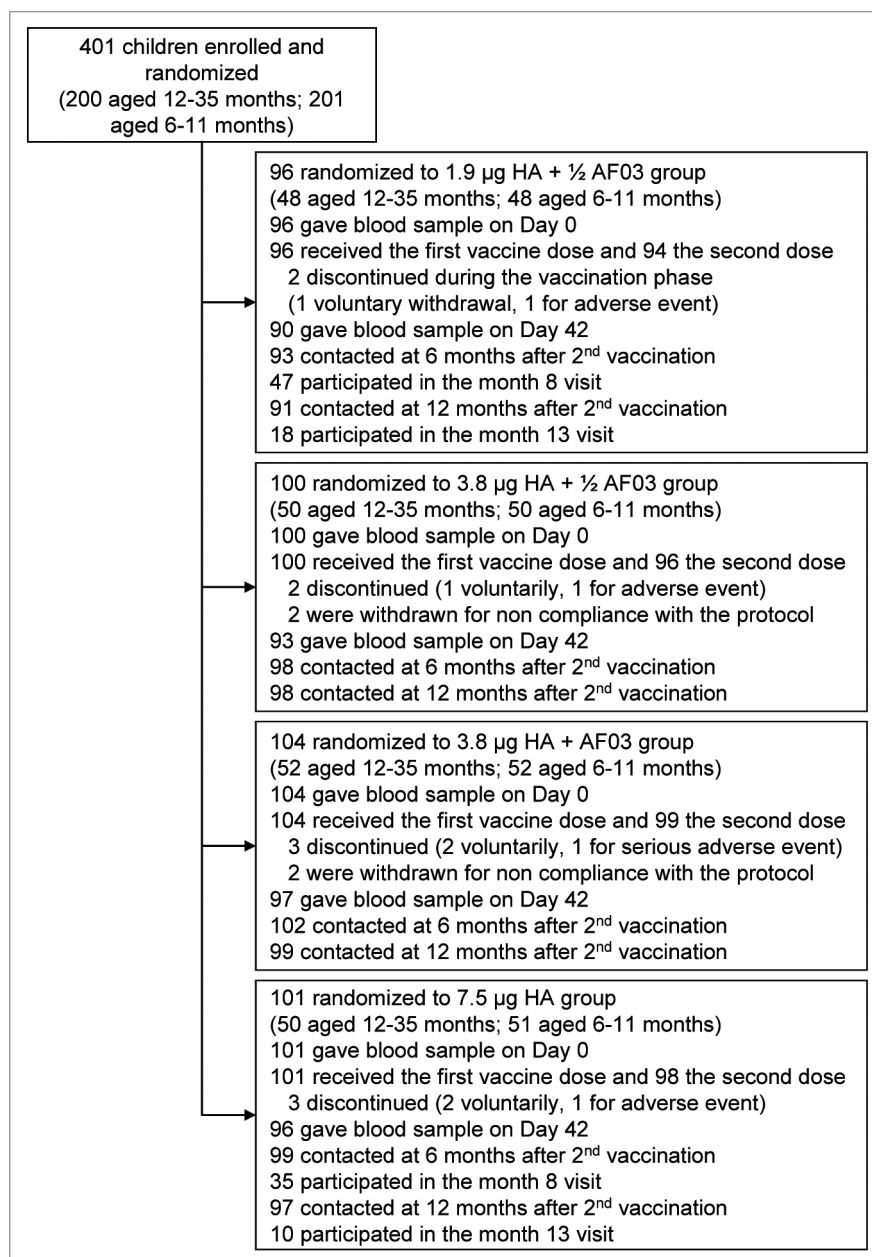 401 children enrolled and
randomized
(200 aged 12-35 months; 201
aged 6-11 months)
96 randomized to 1.9 µg HA + ½ AF03 group
(48 aged 12-35 months; 48 aged 6-11 months)
96 gave blood sample on Day 0
96 received the first vaccine dose and 94 the second dose
2 discontinued during the vaccination phase
(1 voluntary withdrawal, 1 for adverse event)
90 gave blood sample on Day 42
93 contacted at 6 months after 2nd vaccination
47 participated in the month 8 visit
91 contacted at 12 months after 2nd vaccination
18 participated in the month 13 visit
100 randomized to 3.8 µg HA + ½ AF03 group
(50 aged 12-35 months; 50 aged 6-11 months)
100 gave blood sample on Day 0
100 received the first vaccine dose and 96 the second dose
2 discontinued (1 voluntarily, 1 for adverse event)
2 were withdrawn for non compliance with the protocol
93 gave blood sample on Day 42
98 contacted at 6 months after 2nd vaccination
98 contacted at 12 months after 2nd vaccination
104 randomized to 3.8 µg HA + AF03 group
(52 aged 12-35 months; 52 aged 6-11 months)
104 gave blood sample on Day 0
104 received the first vaccine dose and 99 the second dose
3 discontinued (2 voluntarily, 1 for serious adverse event)
2 were withdrawn for non compliance with the protocol
97 gave blood sample on Day 42
102 contacted at 6 months after 2nd vaccination
99 contacted at 12 months after 2nd vaccination
101 randomized to 7.5 µg HA group
(50 aged 12-35 months; 51 aged 6-11 months)
101 gave blood sample on Day 0
101 received the first vaccine dose and 98 the second dose
3 discontinued (2 voluntarily, 1 for adverse event)
96 gave blood sample on Day 42
99 contacted at 6 months after 2nd vaccination
35 participated in the month 8 visit
97 contacted at 12 months after 2nd vaccination
10 participated in the month 13 visit